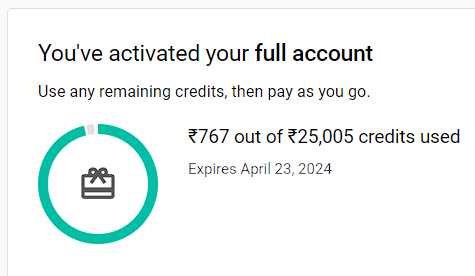 You've activated your full account
Use any remaining credits, then pay as you go.
₹767 out of ₹25,005 credits used
Expires April 23, 2024